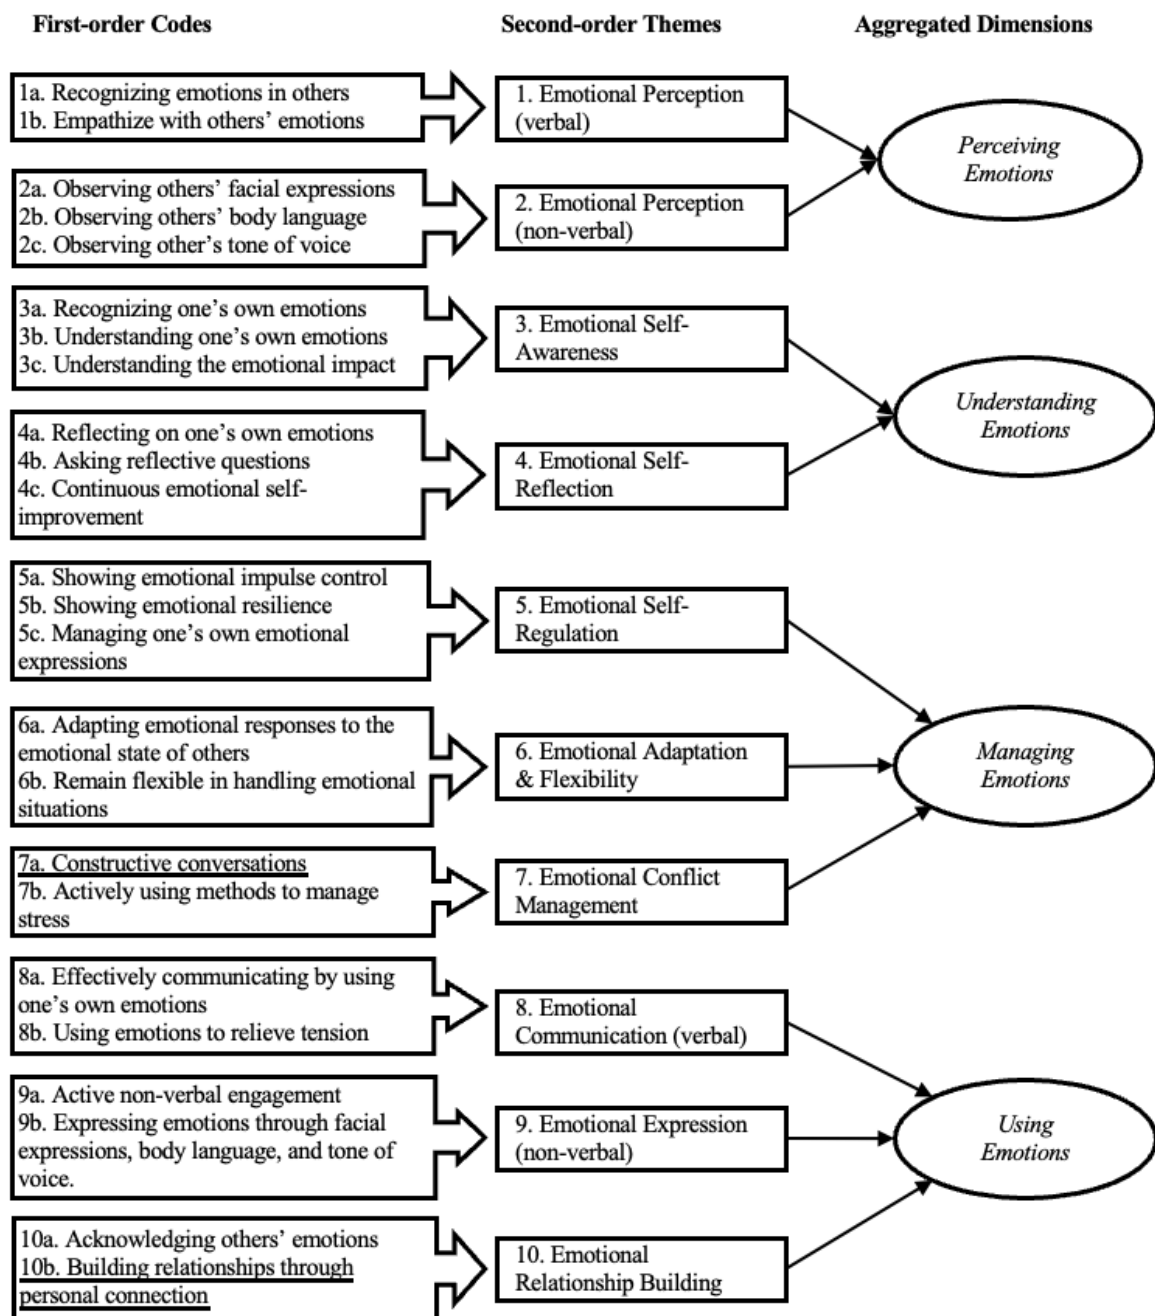 First-order Codes
Second-order Themes
Aggregated Dimensions
1a. Recognizing emotions in others
1b. Empathize with others’ emotions
1. Emotional Perception
(verbal)
Perceiving
Emotions
2a. Observing others’ facial expressions
2b. Observing others’ body language
2c. Observing other’s tone of voice
2. Emotional Perception
(non-verbal)
3a. Recognizing one’s own emotions
3b. Understanding one’s own emotions
3c. Understanding the emotional impact
3. Emotional Self-
Awareness
Understanding
Emotions
4a. Reflecting on one’s own emotions
4b. Asking reflective questions
4c. Continuous emotional self-
improvement
4. Emotional Self-
Reflection
5a. Showing emotional impulse control
5b. Showing emotional resilience
5c. Managing one’s own emotional
expressions
5. Emotional Self-
Regulation
6a. Adapting emotional responses to the
emotional state of others
6b. Remain flexible in handling emotional
situations
6. Emotional Adaptation
& Flexibility
Managing
Emotions
7a. Constructive conversations
7b. Actively using methods to manage
stress
7. Emotional Conflict
Management
8a. Effectively communicating by using
one’s own emotions
8b. Using emotions to relieve tension
8. Emotional
Communication (verbal)
9a. Active non-verbal engagement
9b. Expressing emotions through facial
expressions, body language, and tone of
voice.
9. Emotional Expression
(non-verbal)
Using
Emotions
10a. Acknowledging others’ emotions
10b. Building relationships through
personal connection
10. Emotional
Relationship Building